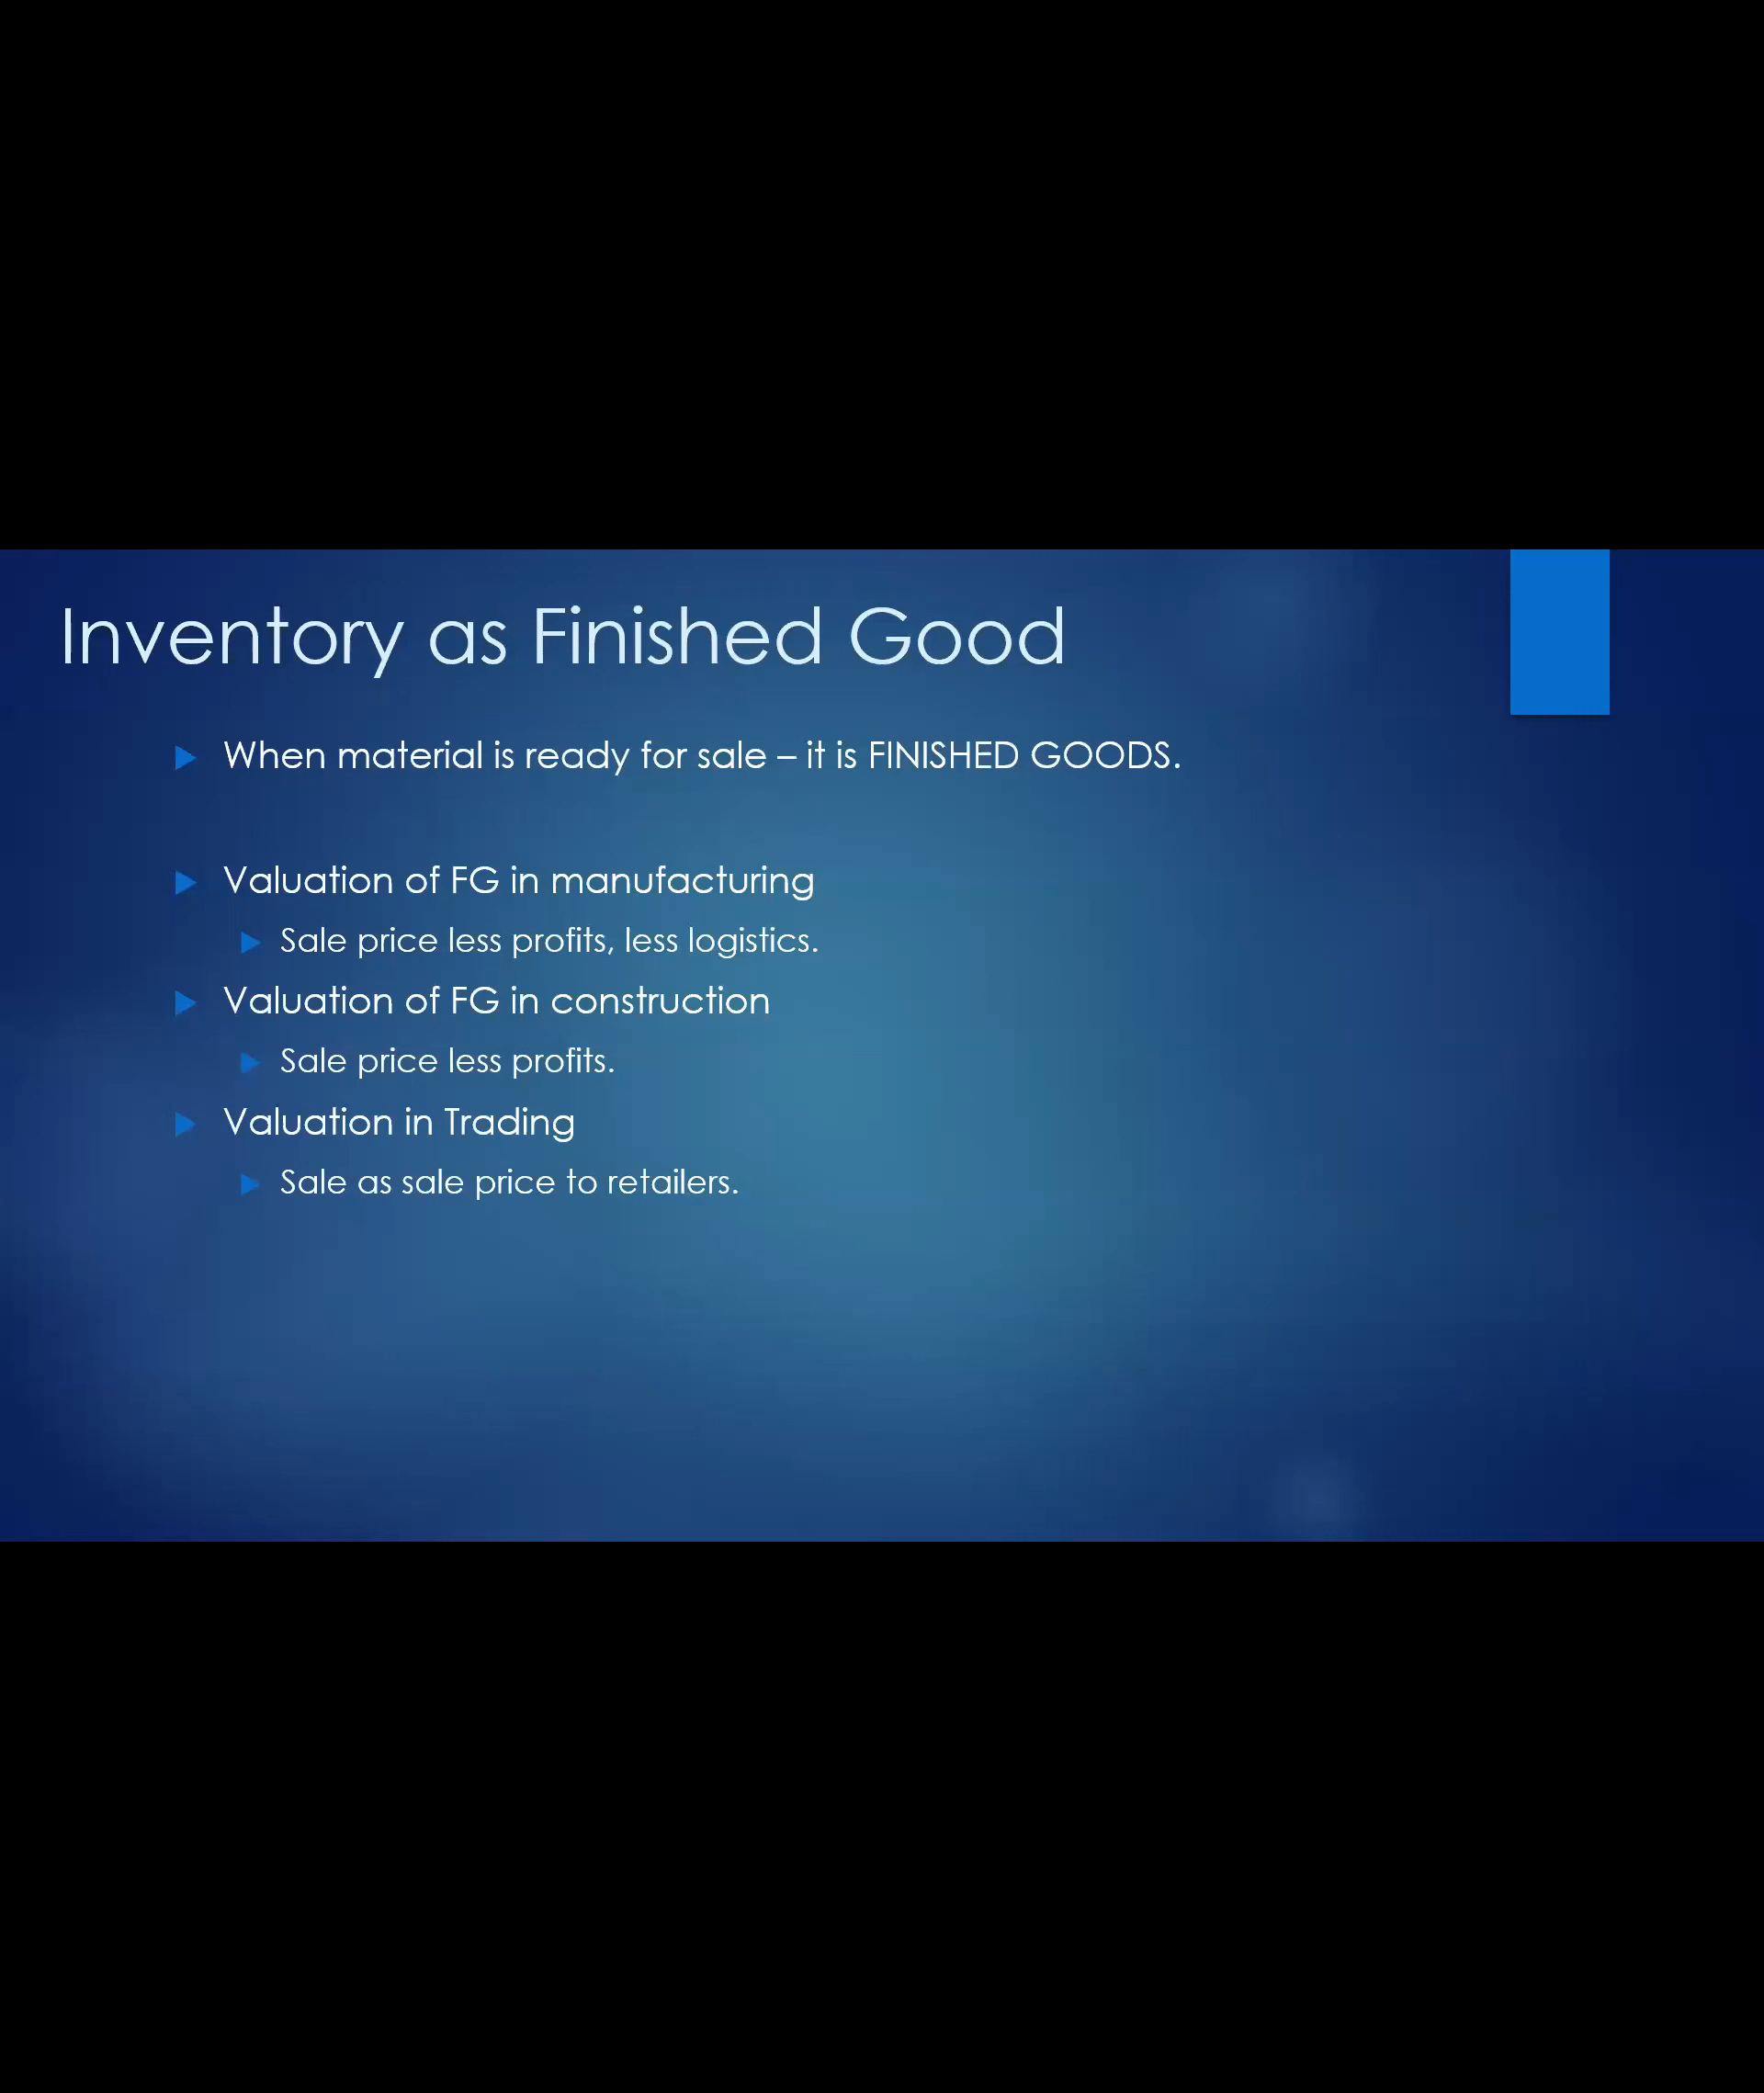 Inventory as Finished Good
When material is ready for sale – it is FINISHED GOODS.
Valuation of FG in manufacturing
Sale price less profits, less logistics.
Valuation of FG in construction
Sale price less profits.
Valuation in Trading
Sale as sale price to retailers.